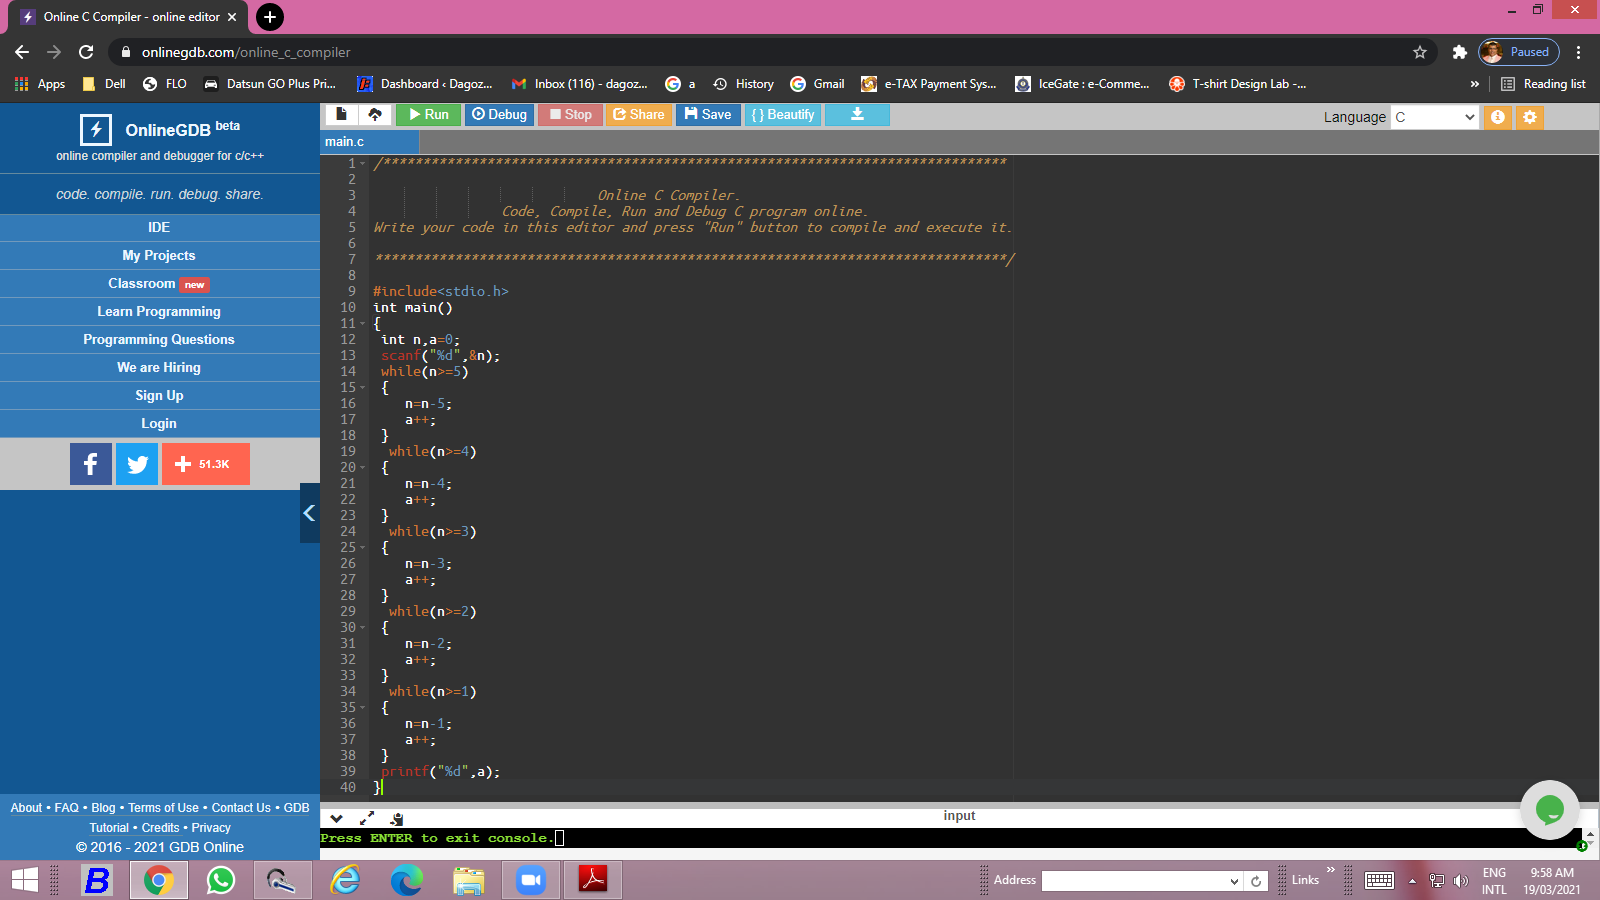 Online C Compiler - online editor
onlinegdb.com/online_c_compiler
Paused
Apps Dell FLO Datsun GO Plus Pri... Dashboard ‹ Dagoz... Inbox (116) - dagoz... a History Gmail e-TAX Payment Sys... IceGate : e-Comme... T-shirt Design Lab -... » Reading list
OnlineGDB beta
online compiler and debugger for c/c++
code. compile. run. debug. share.
IDE
My Projects
Classroom new
Learn Programming
Programming Questions
We are Hiring
Sign Up
Login
51.3K
About • FAQ • Blog • Terms of Use • Contact Us • GDB
Tutorial • Credits • Privacy
© 2016 - 2021 GDB Online
Run Debug Stop Share Save { } Beautify
Language C
main.c
1 /******************************************************************************
2
3 Online C Compiler.
4 Code, Compile, Run and Debug C program online.
5 Write your code in this editor and press "Run" button to compile and execute it.
6
7 *******************************************************************************/
8
9 #include<stdio.h>
10 int main()
11 {
12 int n,a=0;
13 scanf("%d",&n);
14 while(n>=5)
15 {
16 n=n-5;
17 a++;
18 }
19 while(n>=4)
20 {
21 n=n-4;
22 a++;
23 }
24 while(n>=3)
25 {
26 n=n-3;
27 a++;
28 }
29 while(n>=2)
30 {
31 n=n-2;
32 a++;
33 }
34 while(n>=1)
35 {
36 n=n-1;
37 a++;
38 }
39 printf("%d",a);
40 }
input
Press ENTER to exit console.
B
Address
Links »
ENG
INTL
9:58 AM
19/03/2021